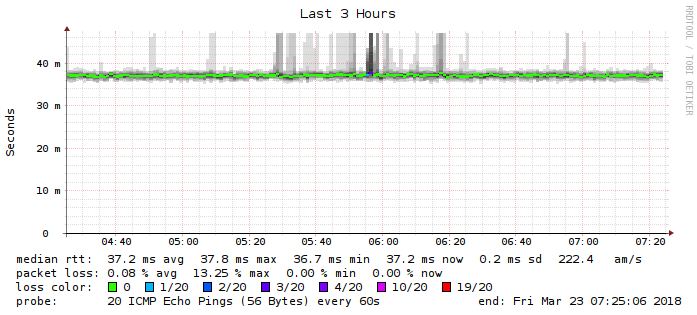 Last 3 Hours
RRDTOOL / TOBI OETIKER
Seconds
40 m
30 m
20 m
10 m
0
04:40 05:00 05:20 05:40 06:00 06:20 06:40 07:00 07:20
median rtt: 37.2 ms avg 37.8 ms max 36.7 ms min 37.2 ms now 0.2 ms sd 222.4 am/s
packet loss: 0.08 % avg 13.25 % max 0.00 % min 0.00 % now
loss color: 0 1/20 2/20 3/20 4/20 10/20 19/20
probe: 20 ICMP Echo Pings (56 Bytes) every 60s end: Fri Mar 23 07:25:06 2018